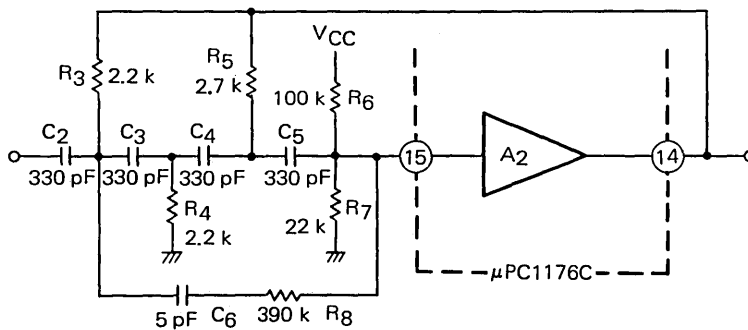 R5
VCC
R3
2.2 k
2.7 k
100 k
R6
C2
C3
C4
C5
15
A2
14
330 pF
330 pF
330 pF
330 pF
R4
2.2 k
R7
22 k
µPC1176C
5 pF
C6
390 k
R8